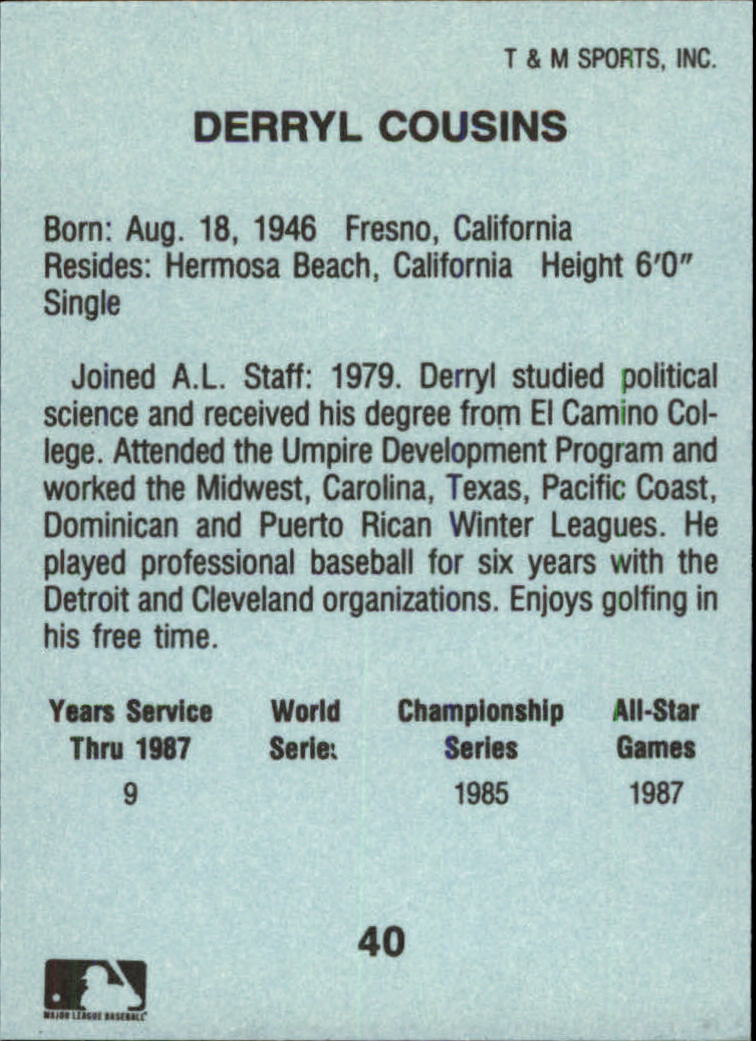 T & M SPORTS, INC.
DERRYL COUSINS
Born: Aug. 18, 1946 Fresno, California
Resides: Hermosa Beach, California Height 6'0"
Single
Joined A.L. Staff: 1979. Derryl studied political
science and received his degree from El Camino Col-
lege. Attended the Umpire Development Program and
worked the Midwest, Carolina, Texas, Pacific Coast,
Dominican and Puerto Rican Winter Leagues. He
played professional baseball for six years with the
Detroit and Cleveland organizations. Enjoys golfing in
his free time.
Years Service World Championship All-Star
Thru 1987 Series Series Games
9 1985 1987
40
MAJOR LEAGUE BASEBALL